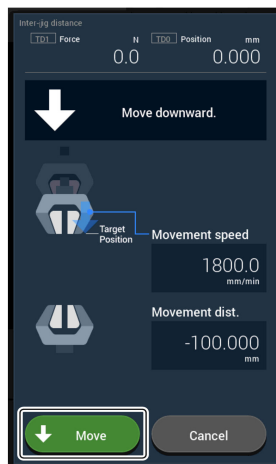 Inter-jig distance
TD1 Force N TD0 Position mm
0.0 0.000
Move downward.
Target
Position
Movement speed
1800.0
mm/min
Movement dist.
-100.000
mm
Move Cancel